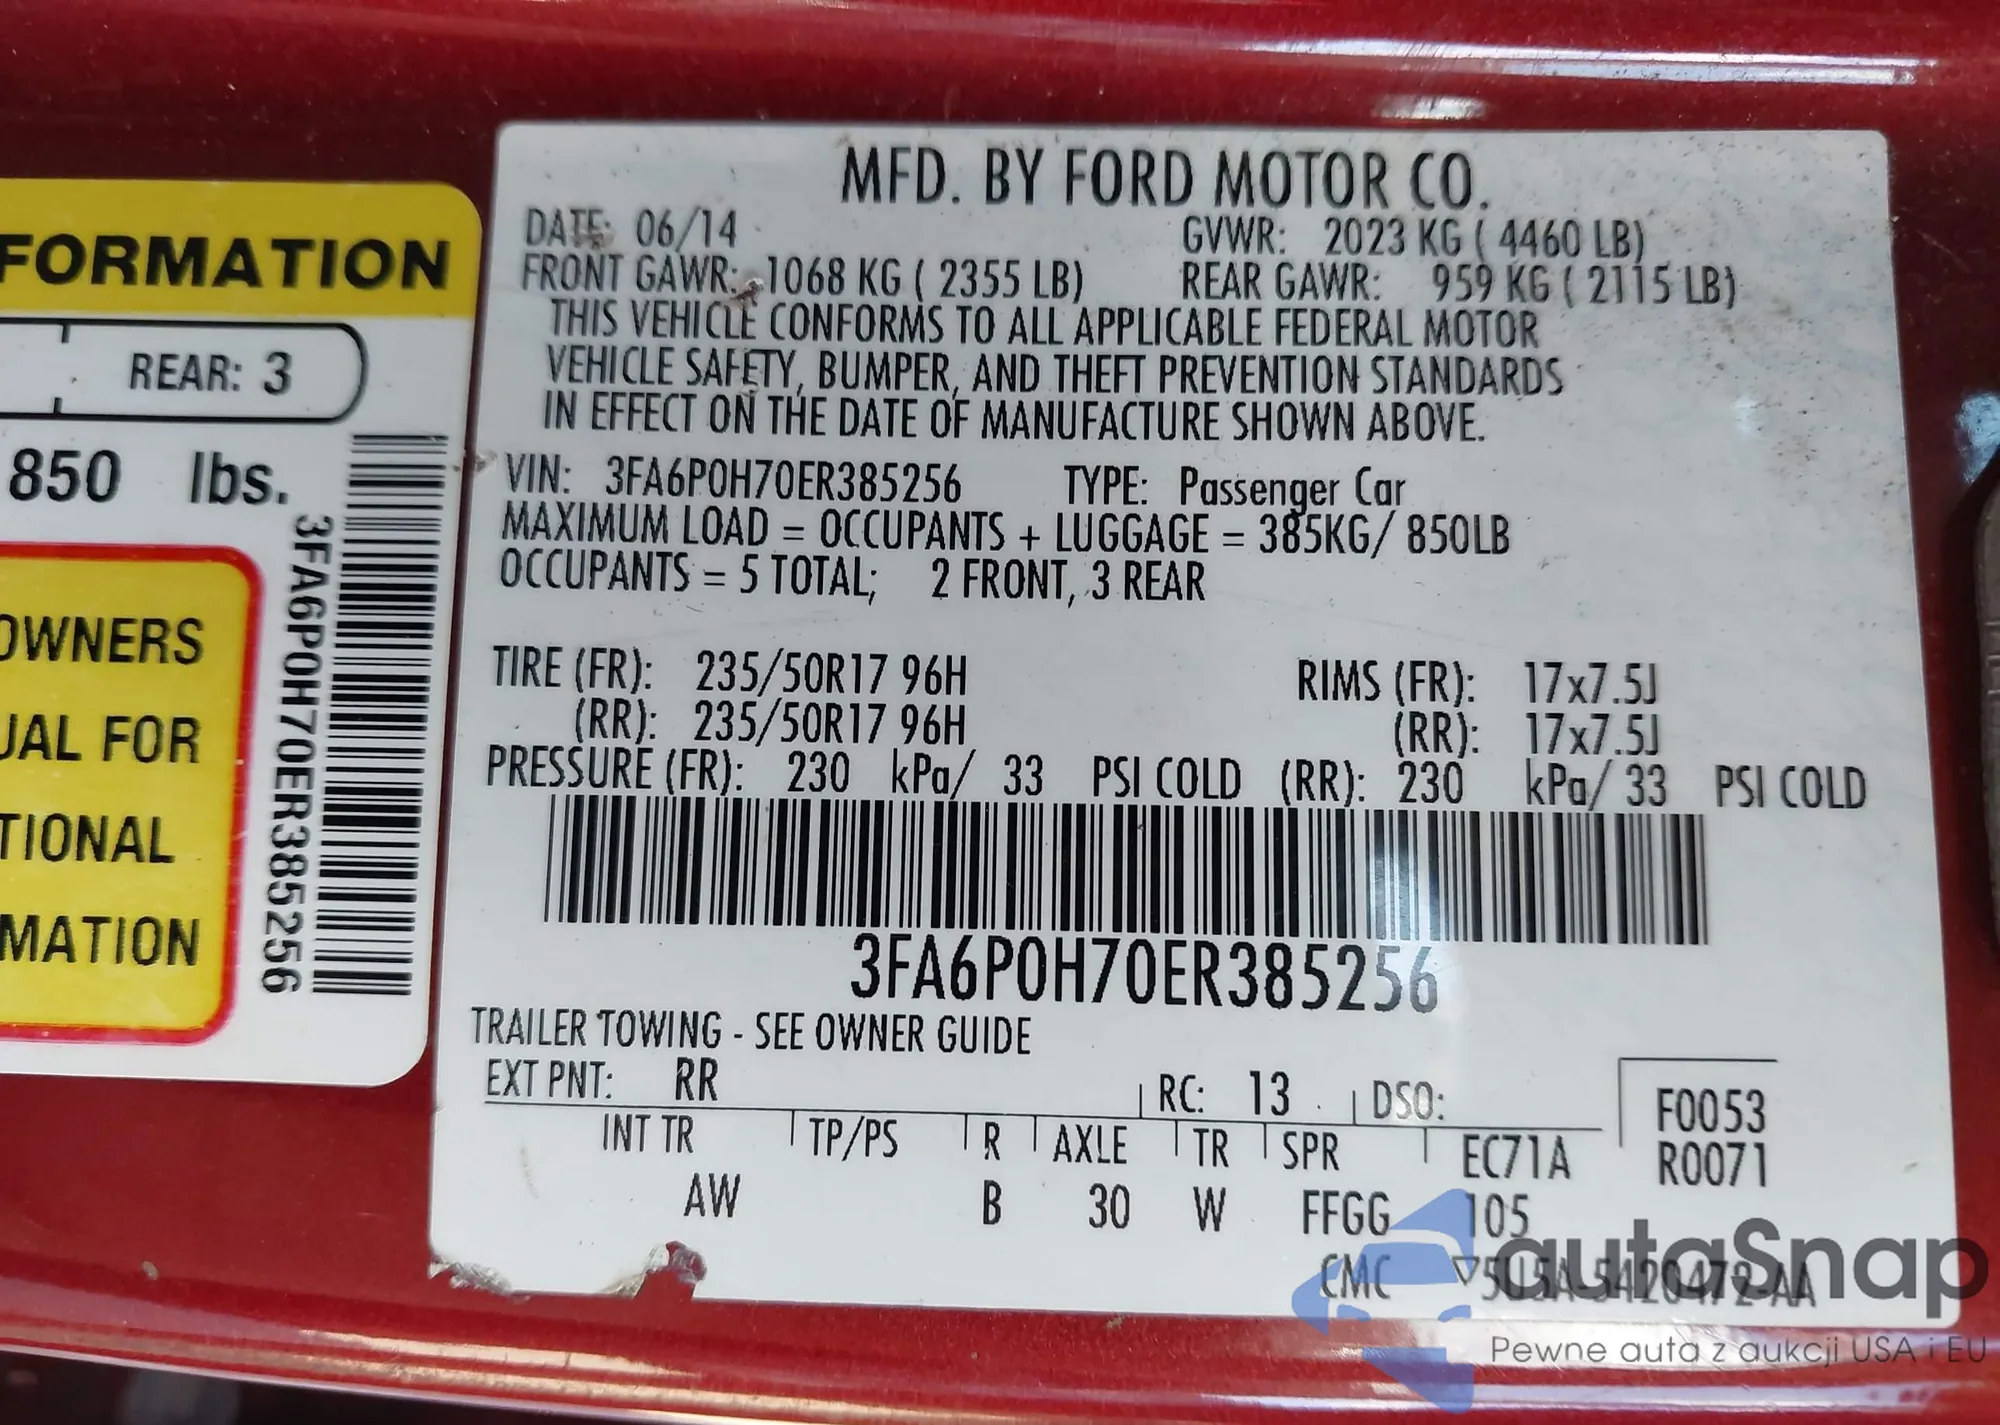 FORMATION
REAR: 3
850 lbs.
3FA6P0H70ER385256
OWNERS
UAL FOR
TIONAL
MATION
MFD. BY FORD MOTOR CO.
DATE: 06/14 GVWR: 2023 KG ( 4460 LB)
FRONT GAWR: 1068 KG ( 2355 LB) REAR GAWR: 959 KG ( 2115 LB)
THIS VEHICLE CONFORMS TO ALL APPLICABLE FEDERAL MOTOR
VEHICLE SAFETY, BUMPER, AND THEFT PREVENTION STANDARDS
IN EFFECT ON THE DATE OF MANUFACTURE SHOWN ABOVE.
VIN: 3FA6P0H70ER385256 TYPE: Passenger Car
MAXIMUM LOAD = OCCUPANTS + LUGGAGE = 385KG/ 850LB
OCCUPANTS = 5 TOTAL; 2 FRONT, 3 REAR
TIRE (FR): 235/50R17 96H RIMS (FR): 17x7.5J
(RR): 235/50R17 96H (RR): 17x7.5J
PRESSURE (FR): 230 kPa/ 33 PSI COLD (RR): 230 kPa/ 33 PSI COLD
3FA6P0H70ER385256
TRAILER TOWING - SEE OWNER GUIDE
EXT PNT: RR RC: 13 DSO: F0053
INT TR TP/PS R AXLE TR SPR EC71A R0071
AW B 30 W FFGG 105
CMC ▽5U5A-5420472-AA
autoSnap
Pewne auta z aukcji USA i EU